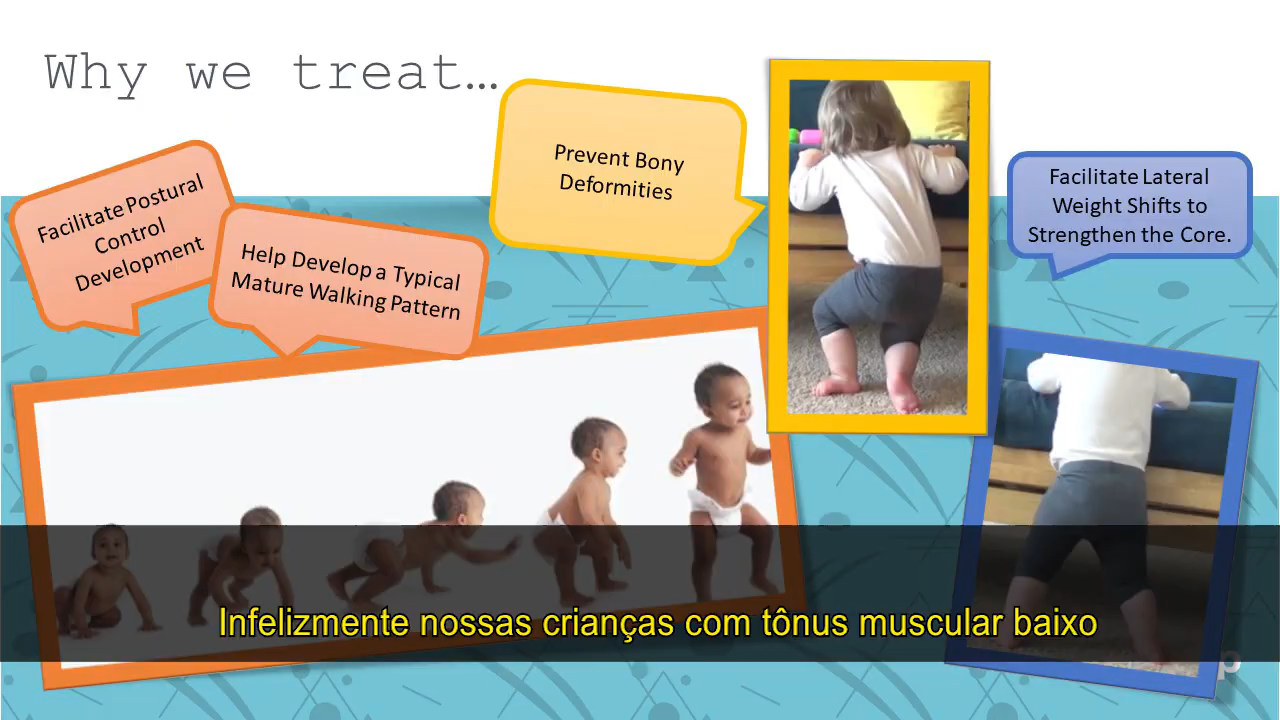 Why we treat…
Facilitate Postural
Control
Development
Help Develop a Typical
Mature Walking Pattern
Prevent Bony
Deformities
Facilitate Lateral
Weight Shifts to
Strengthen the Core.
Infelizmente nossas crianças com tônus muscular baixo